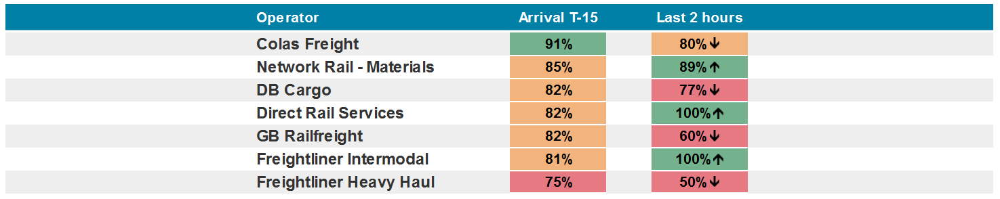 Operator Arrival T-15 Last 2 hours
Colas Freight 91% 80%↓
Network Rail - Materials 85% 89%↑
DB Cargo 82% 77%↓
Direct Rail Services 82% 100%↑
GB Railfreight 82% 60%↓
Freightliner Intermodal 81% 100%↑
Freightliner Heavy Haul 75% 50%↓